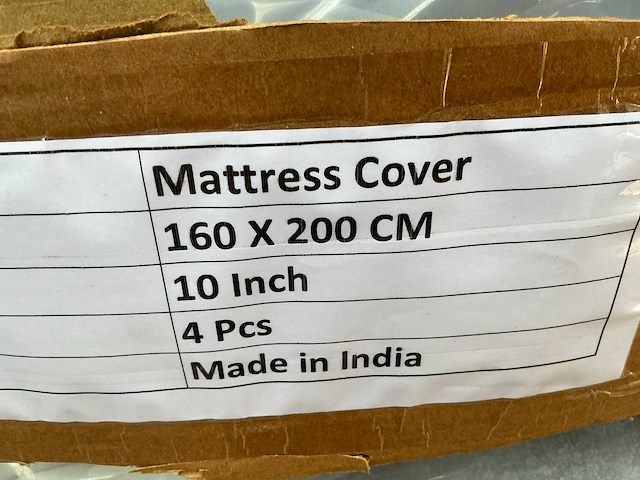 Mattress Cover
160 X 200 CM
10 Inch
4 Pcs
Made in India